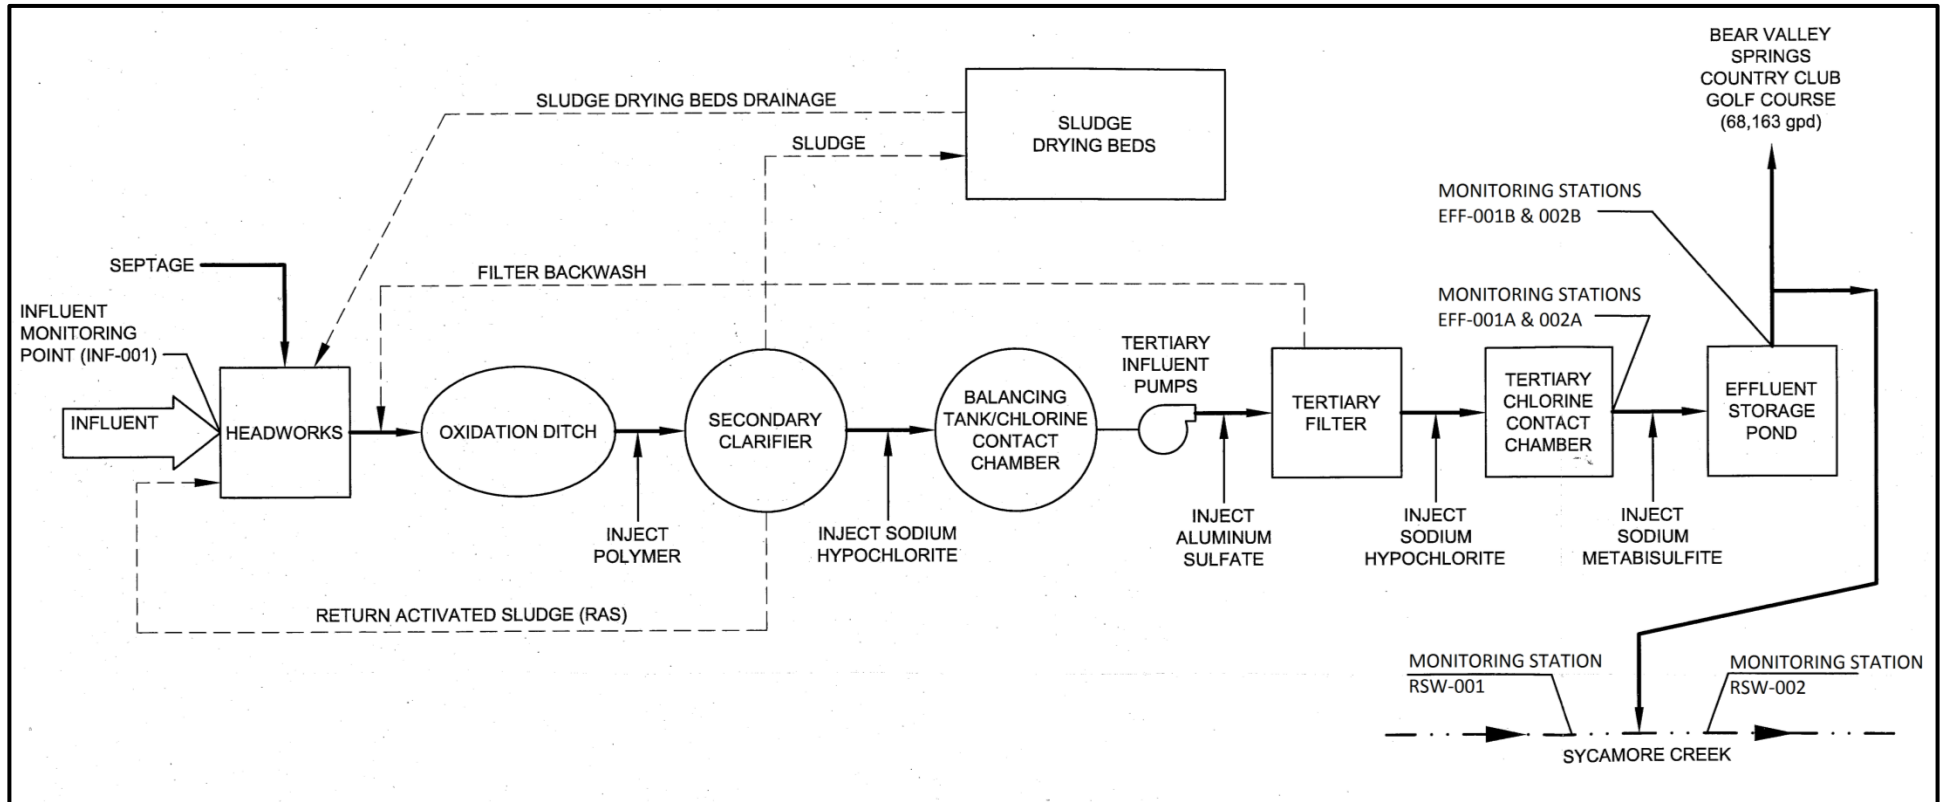 BEAR VALLEY
SPRINGS
COUNTRY CLUB
GOLF COURSE
(68,163 gpd)
SLUDGE DRYING BEDS DRAINAGE
SLUDGE
SLUDGE
DRYING BEDS
MONITORING STATIONS
EFF-001B & 002B
SEPTAGE
FILTER BACKWASH
MONITORING STATIONS
EFF-001A & 002A
INFLUENT
MONITORING
POINT (INF-001)
INFLUENT
HEADWORKS
OXIDATION DITCH
SECONDARY
CLARIFIER
BALANCING
TANK/CHLORINE
CONTACT
CHAMBER
TERTIARY
INFLUENT
PUMPS
TERTIARY
FILTER
TERTIARY
CHLORINE
CONTACT
CHAMBER
EFFLUENT
STORAGE
POND
INJECT
POLYMER
INJECT SODIUM
HYPOCHLORITE
INJECT
ALUMINUM
SULFATE
INJECT
SODIUM
HYPOCHLORITE
INJECT
SODIUM
METABISULFITE
RETURN ACTIVATED SLUDGE (RAS)
MONITORING STATION
RSW-001
MONITORING STATION
RSW-002
SYCAMORE CREEK